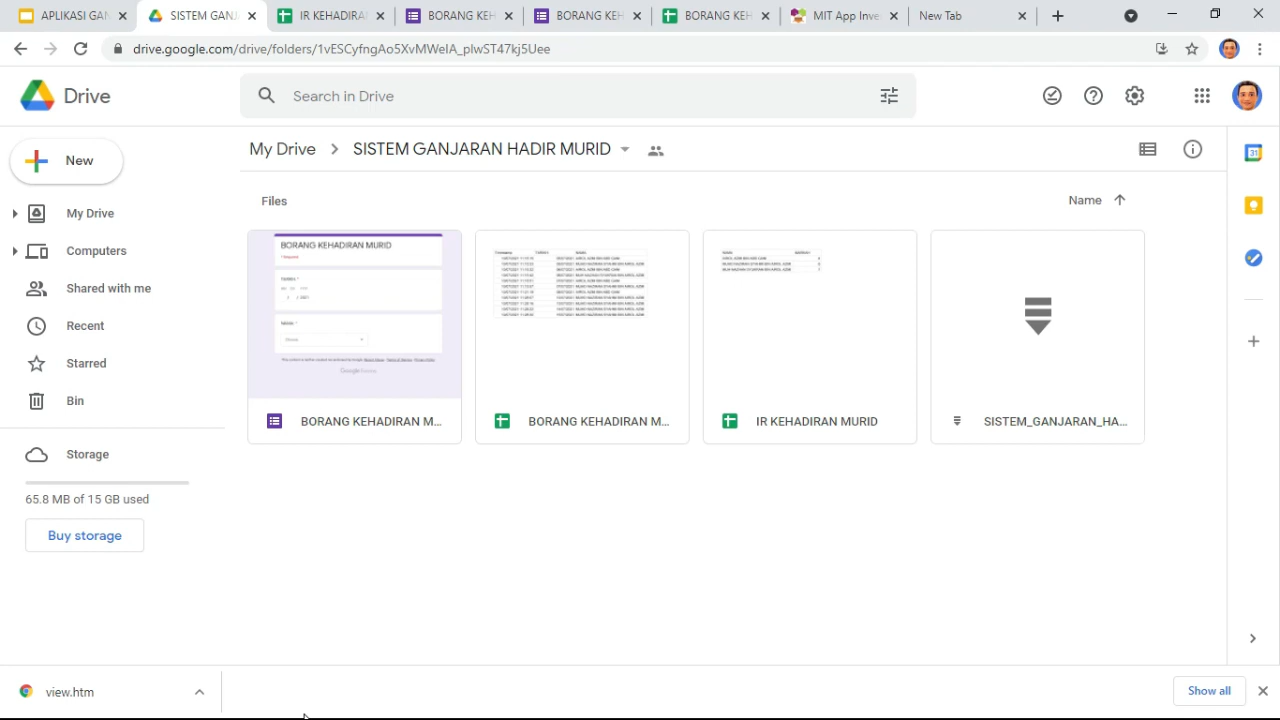 APLIKASI GAN
SISTEM GANJA
IR KEHADIRA
BORANG KEH
BORANG KEH
BORANG KEH
MIT App Inve
New Tab
drive.google.com/drive/folders/1vESCyfngAo5XvMWeIA_plwST47kj5Uee
Drive
Search in Drive
New
My Drive
Computers
Shared with me
Recent
Starred
Bin
Storage
65.8 MB of 15 GB used
Buy storage
My Drive
SISTEM GANJARAN HADIR MURID
Files
Name
BORANG KEHADIRAN MURID
BORANG KEHADIRAN M...
BORANG KEHADIRAN M...
IR KEHADIRAN MURID
SISTEM_GANJARAN_HA...
31
view.htm
Show all